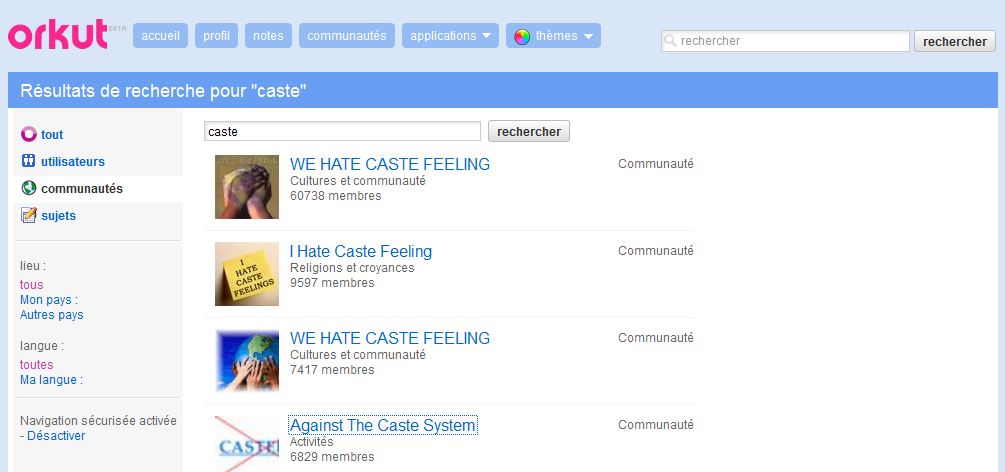 orkut BETA
accueil profil notes communautés applications thèmes
rechercher rechercher
Résultats de recherche pour "caste"
tout
utilisateurs
communautés
sujets
lieu :
tous
Mon pays :
Autres pays
langue :
toutes
Ma langue :
Navigation sécurisée activée
- Désactiver
caste rechercher
WE HATE CASTE FEELING Communauté
Cultures et communauté
60738 membres
I HATE CASTE FEELINGS
I Hate Caste Feeling Communauté
Religions et croyances
9597 membres
WE HATE CASTE FEELING Communauté
Cultures et communauté
7417 membres
CASTE
Against The Caste System Communauté
Activités
6829 membres